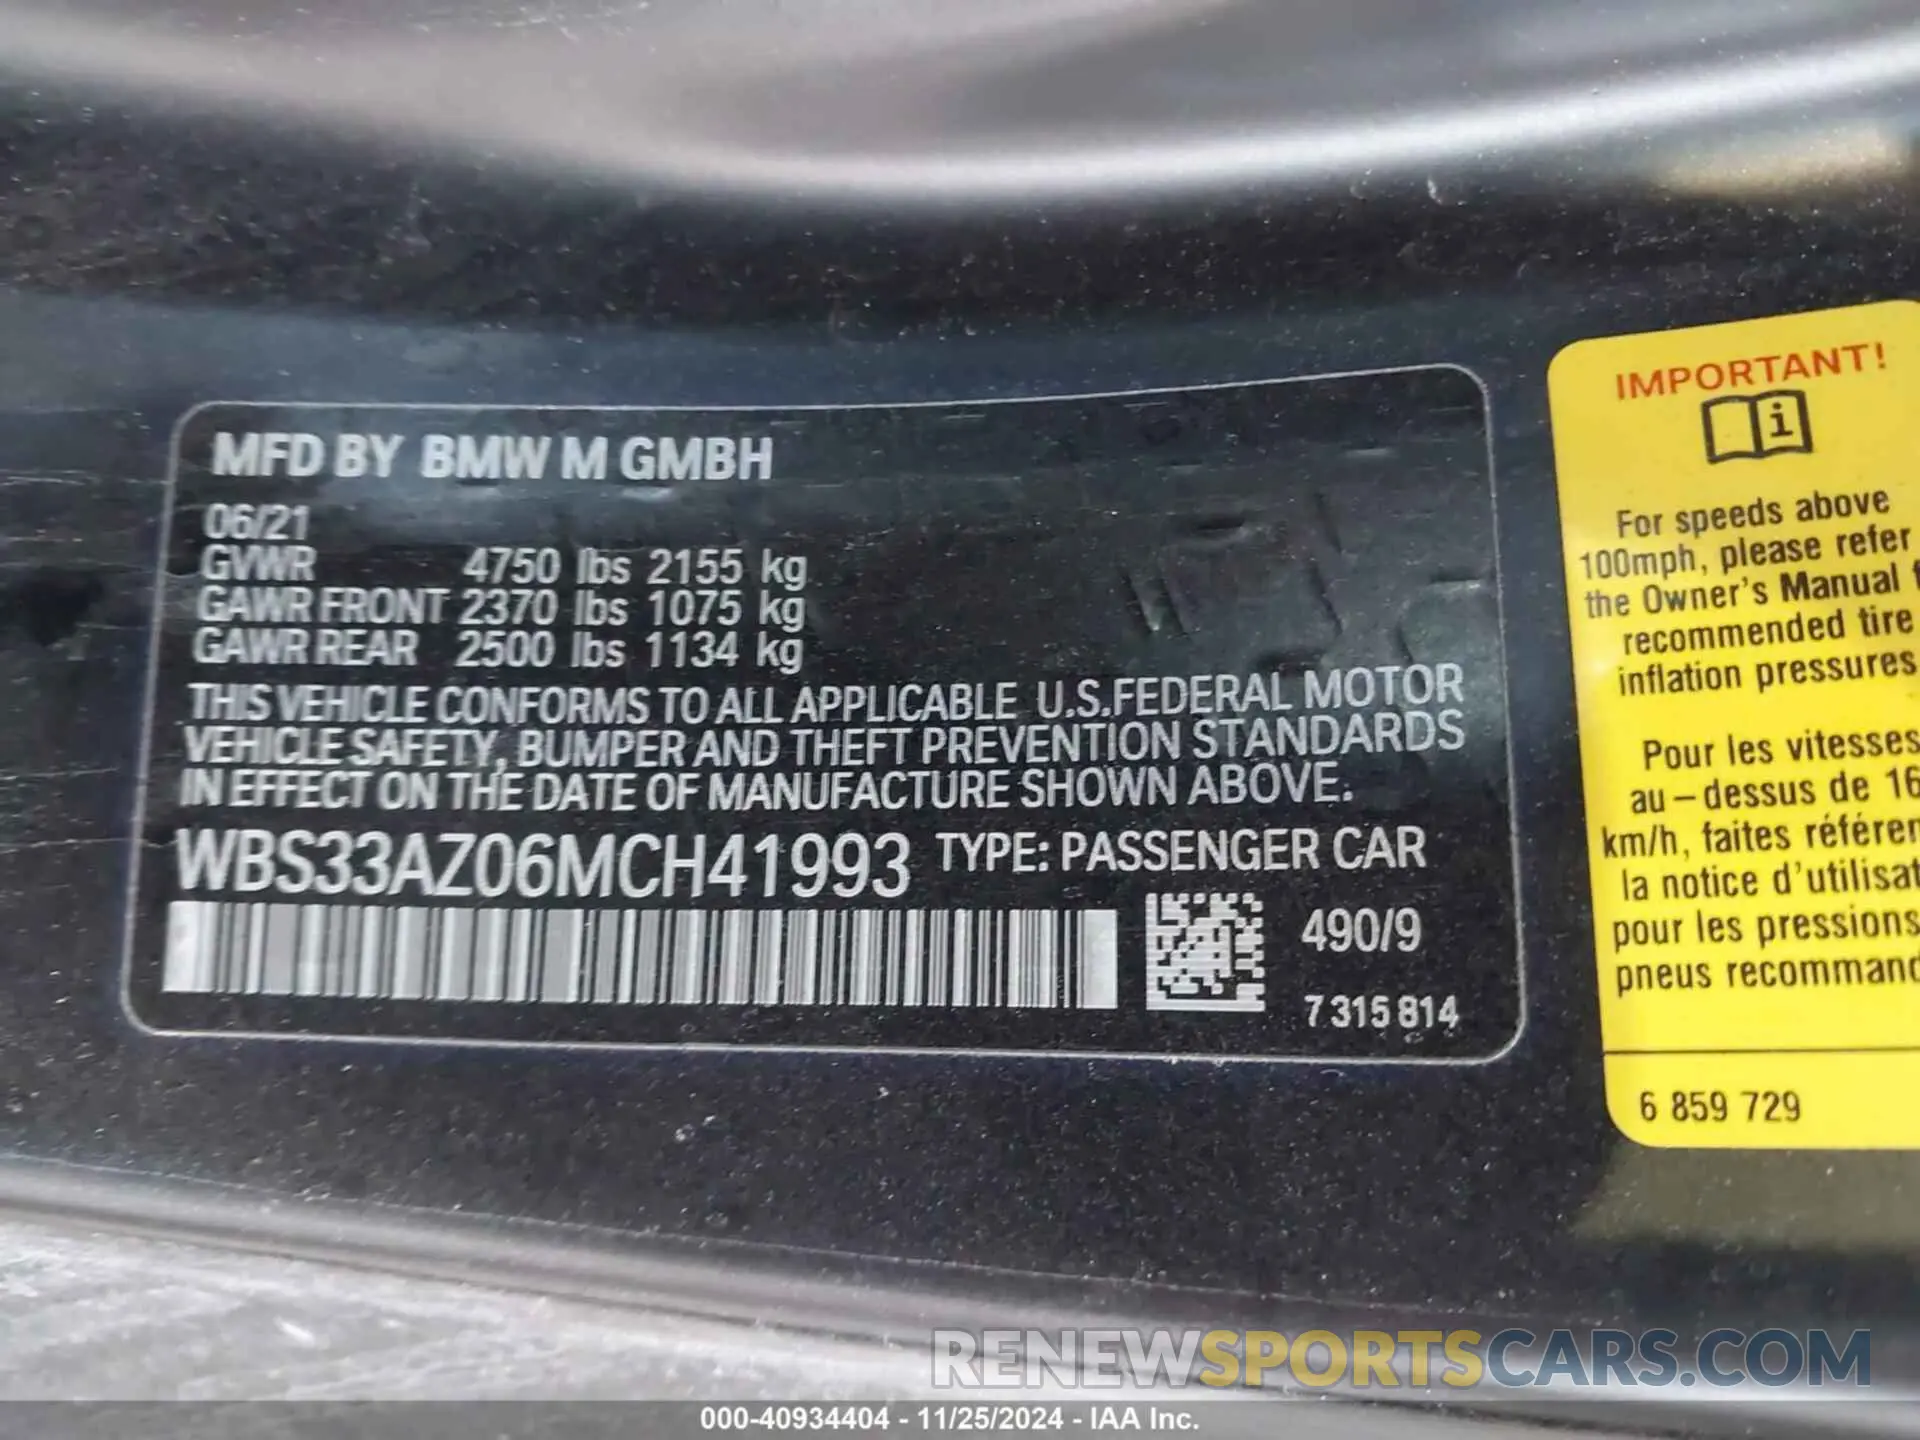 MFD BY BMW M GMBH
06/21
GVWR 4750 lbs 2155 kg
GAWR FRONT 2370 lbs 1075 kg
GAWR REAR 2500 lbs 1134 kg
THIS VEHICLE CONFORMS TO ALL APPLICABLE U.S.FEDERAL MOTOR
VEHICLE SAFETY, BUMPER AND THEFT PREVENTION STANDARDS
IN EFFECT ON THE DATE OF MANUFACTURE SHOWN ABOVE.
WBS33AZ06MCH41993 TYPE: PASSENGER CAR
490/9
7 315 814
IMPORTANT!
i
For speeds above
100mph, please refer
the Owner's Manual f
recommended tire
inflation pressures
Pour les vitesses
au-dessus de 16
km/h, faites référen
la notice d'utilisat
pour les pressions
pneus recommand
6 859 729
RENEWSPORTSCARS.COM
000-40934404 - 11/25/2024 - IAA Inc.